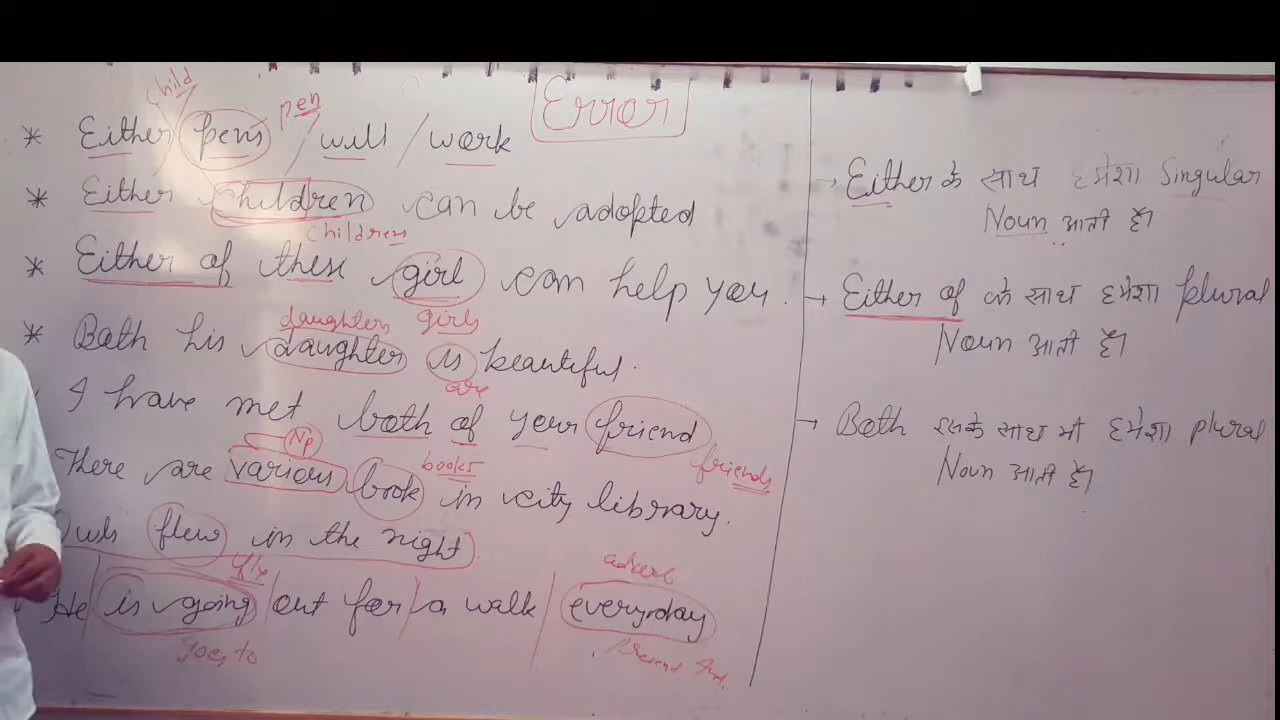 Error
child
pen
* Either pens / will / work
* Either children can be adopted
children
* Either of these girl can help you.
daughters girls
* Both his daughter is beautiful.
are
I have met both of your friend
friends
NP
books
There are various book in city library.
Owls flew in the night
fly
adverb
He is going / out for / a walk / everyday
goes to
→ Either के साथ हमेशा Singular
Noun आती है।
→ Either of के साथ हमेशा plural
Noun आती है।
→ Both इसके साथ भी हमेशा plural
Noun आती है।